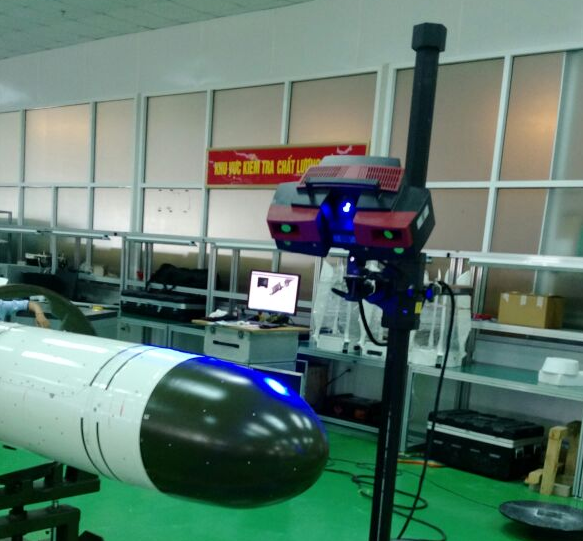 KHU VỰC KIỂM TRA CHẤT LƯỢNG